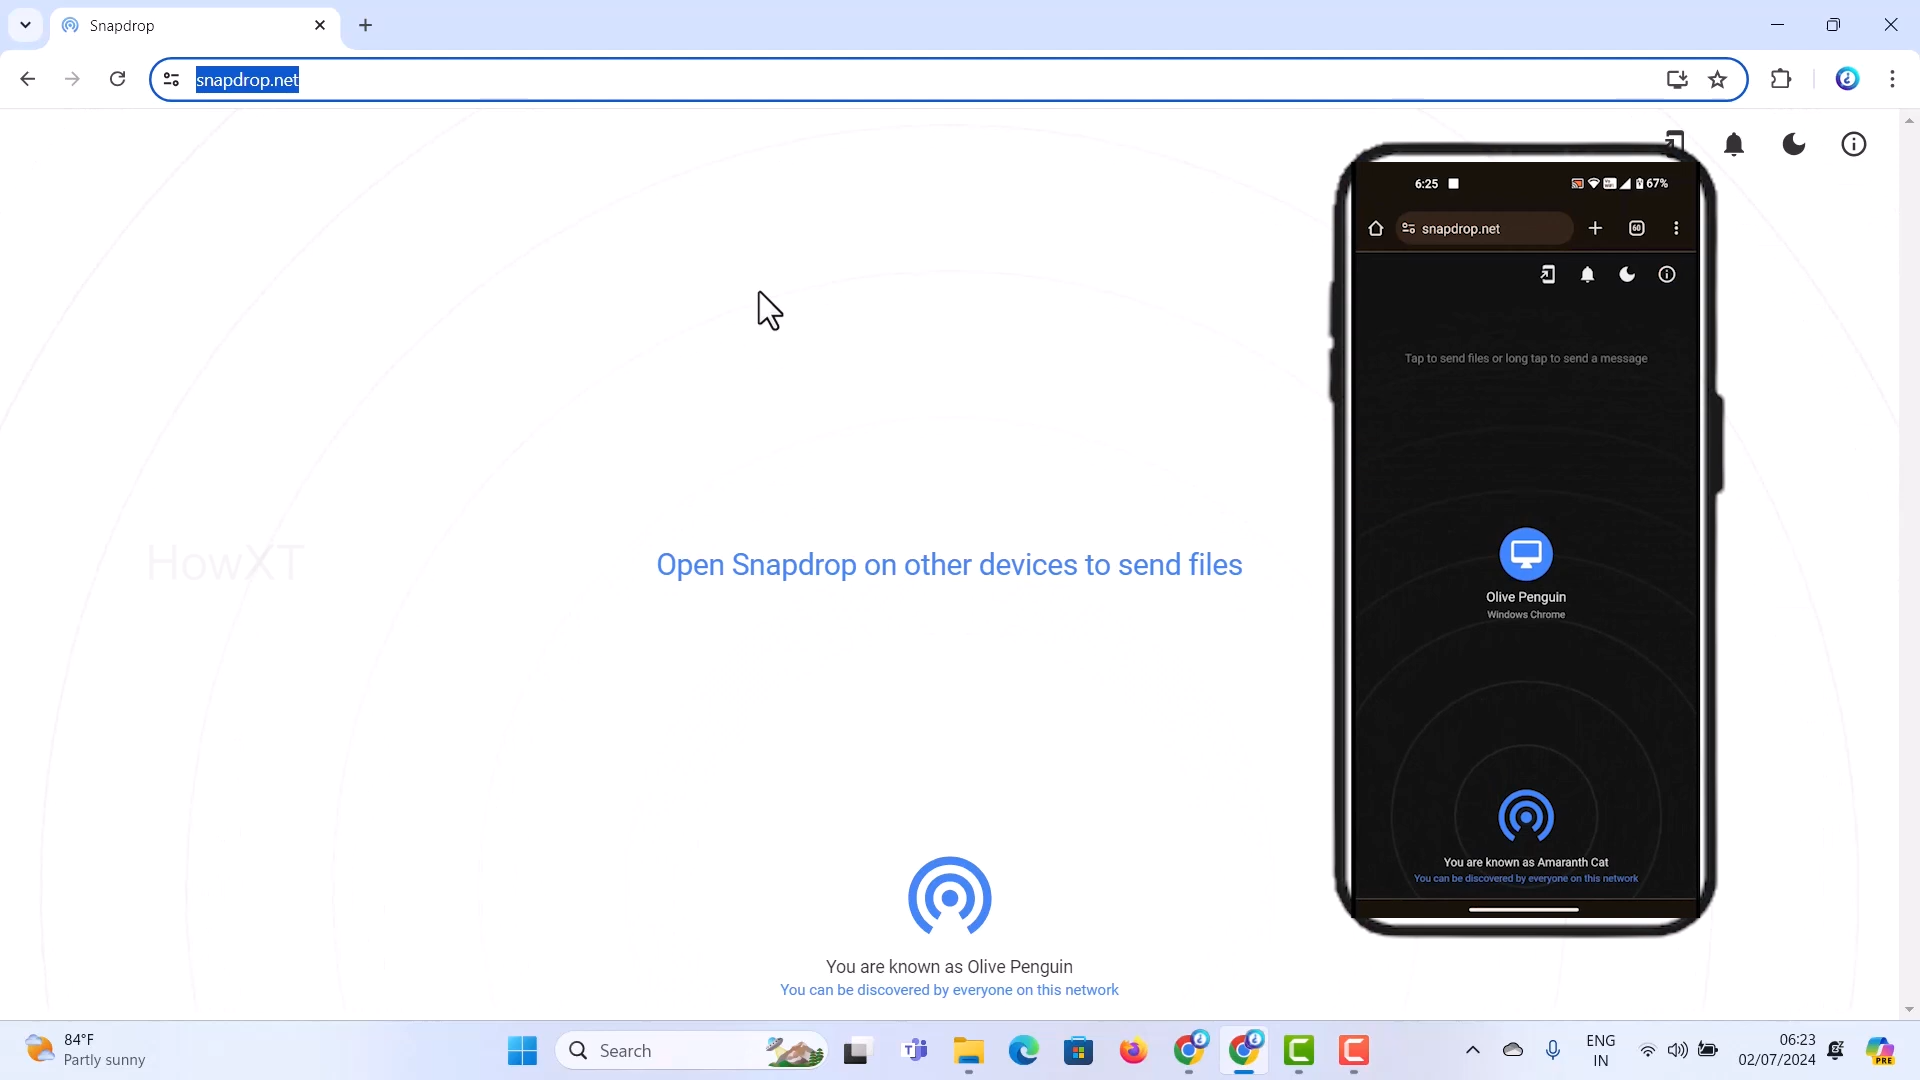 Snapdrop
snapdrop.net
6:25
67%
snapdrop.net
60
Tap to send files or long tap to send a message
HowXT
Open Snapdrop on other devices to send files
Olive Penguin
Windows Chrome
You are known as Amaranth Cat
You can be discovered by everyone on this network
You are known as Olive Penguin
You can be discovered by everyone on this network
84°F
Partly sunny
Search
ENG
IN
06:23
02/07/2024
PRE